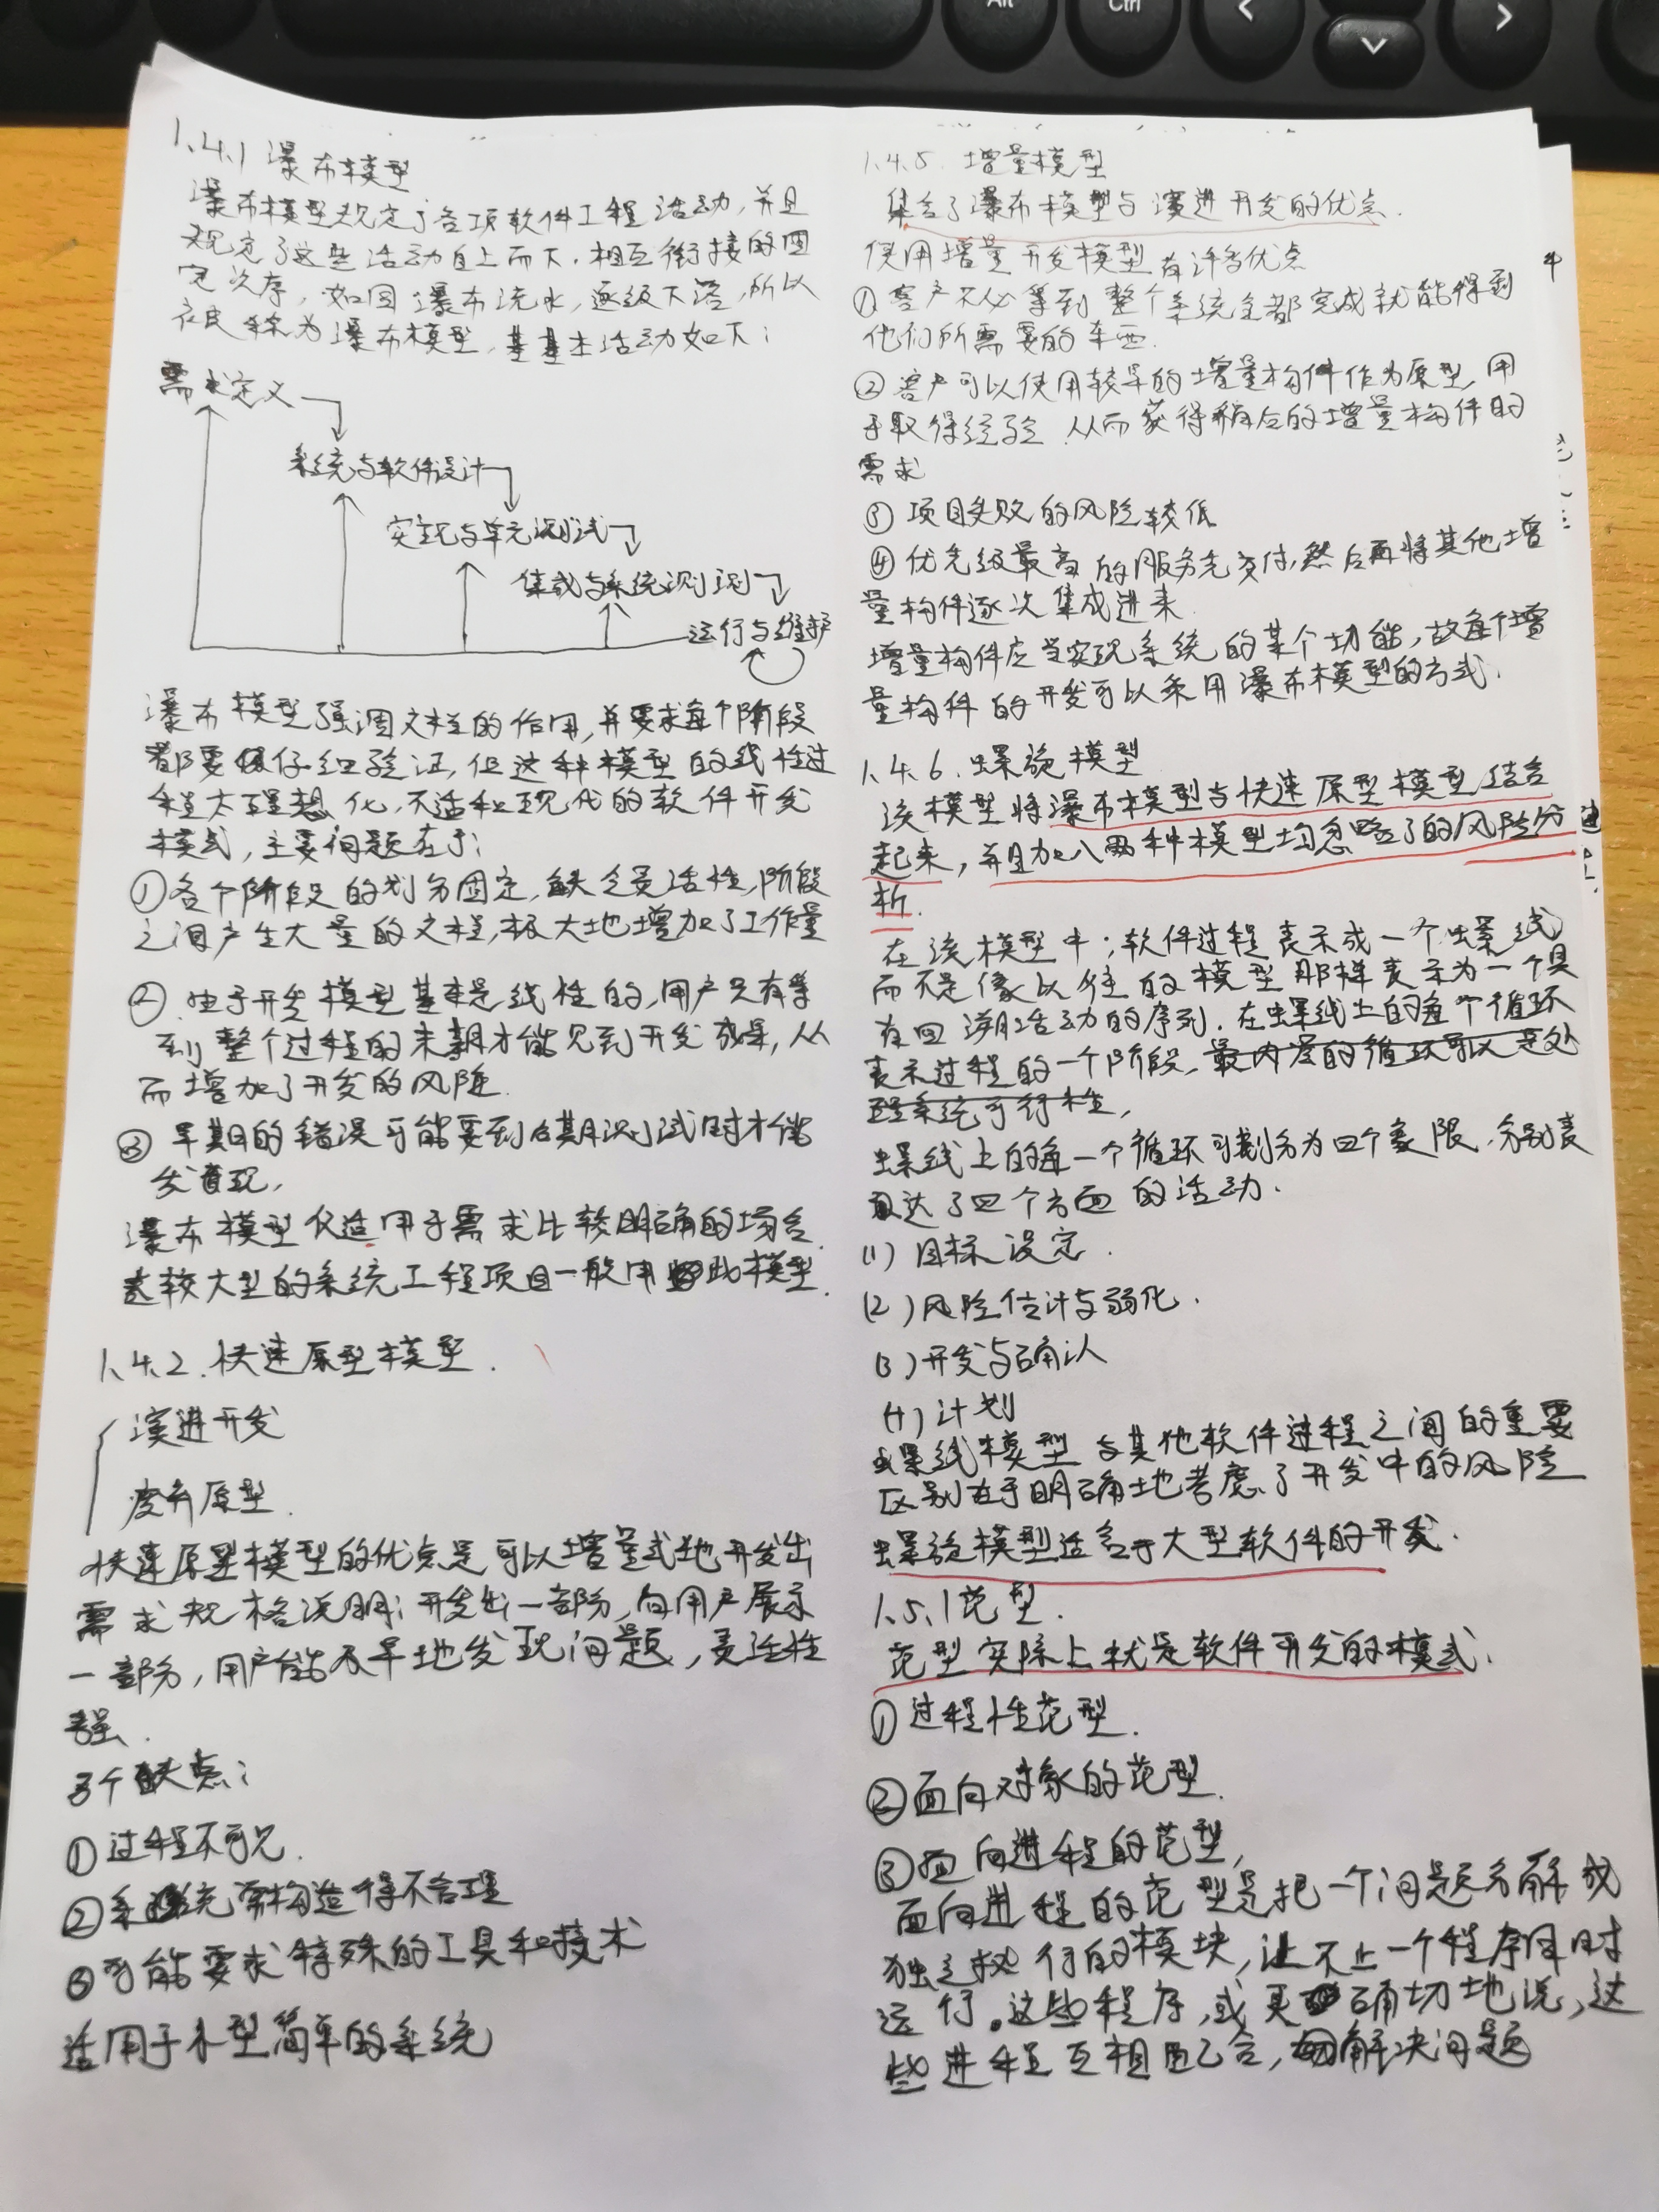 Alt
Ctrl
1.4.1 瀑布模型
瀑布模型规定了各项软件工程活动,并且
规定了这些活动自上而下,相互衔接的固
定次序,如同瀑布流水,逐级下落,所以
被称为瀑布模型,其基本活动如下:
需求定义
系统与软件设计
实现与单元测试
集成与系统测试
运行与维护
瀑布模型强调文档的作用,并要求每个阶段
都要仔细验证,但这种模型的线性过
程太理想化,不适和现代的软件开发
模式,主要问题在于:
①各个阶段的划分固定,缺乏灵活性,阶段
之间产生大量的文档,极大地增加了工作量
②.由于开发模型基本是线性的,用户只有等
到整个过程的末期才能见到开发成果,从
而增加了开发的风险.
③ 早期的错误可能要到后期测试时才能
发现,
瀑布模型仅适用于需求比较明确的场合.
较大型的系统工程项目一般用此模型.
1.4.2.快速原型模型.
演进开发
废弃原型.
快速原型模型的优点是可以增量式地开发出
需求规格说明;开发出一部分,向用户展示
一部分,用户能及早地发现问题,灵活性
强.
3个缺点:
①过程不可见.
②系统常构造得不合理
③可能要求特殊的工具和技术
适用于小型简单的系统
1.4.5. 增量模型
集合了瀑布模型与演进开发的优点.
使用增量开发模型有许多优点
①客户不必等到整个系统全部完成就能得到
他们所需要的东西.
②客户可以使用较早的增量构件作为原型,用
于取得经验.从而获得稍后的增量构件的
需求
③ 项目失败的风险较低
④优先级最高的服务先交付,然后再将其他增
量构件逐次集成进来.
增量构件应当实现系统的某个功能,故每个增
量构件的开发可以采用瀑布模型的方式.
1.4.6.螺旋模型
该模型将瀑布模型与快速原型模型结合
起来,并且加入两种模型均忽略了的风险分
析.
在该模型中;软件过程表示成一个螺线,
而不是像以往的模型那样表示为一个具
有回溯活动的序列.在螺线上的每个循环
表示过程的一个阶段,最内层的循环可以是处
理系统可行性,
螺线上的每一个循环可划分为四个象限,分别表
达了四个方面的活动.
(1)目标设定.
(2)风险估计与弱化.
(3)开发与确认
(4)计划
螺线模型与其他软件过程之间的重要
区别在于明确地考虑了开发中的风险
螺旋模型适合于大型软件的开发.
1.5.1范型.
范型实际上就是软件开发的模式.
①过程性范型.
②面向对象的范型.
③面向进程的范型,
面向进程的范型是把一个问题分解成
独立执行的模块,让不止一个程序同时
运行.这些程序,或更确切地说,这
些进程互相配合,解决问题